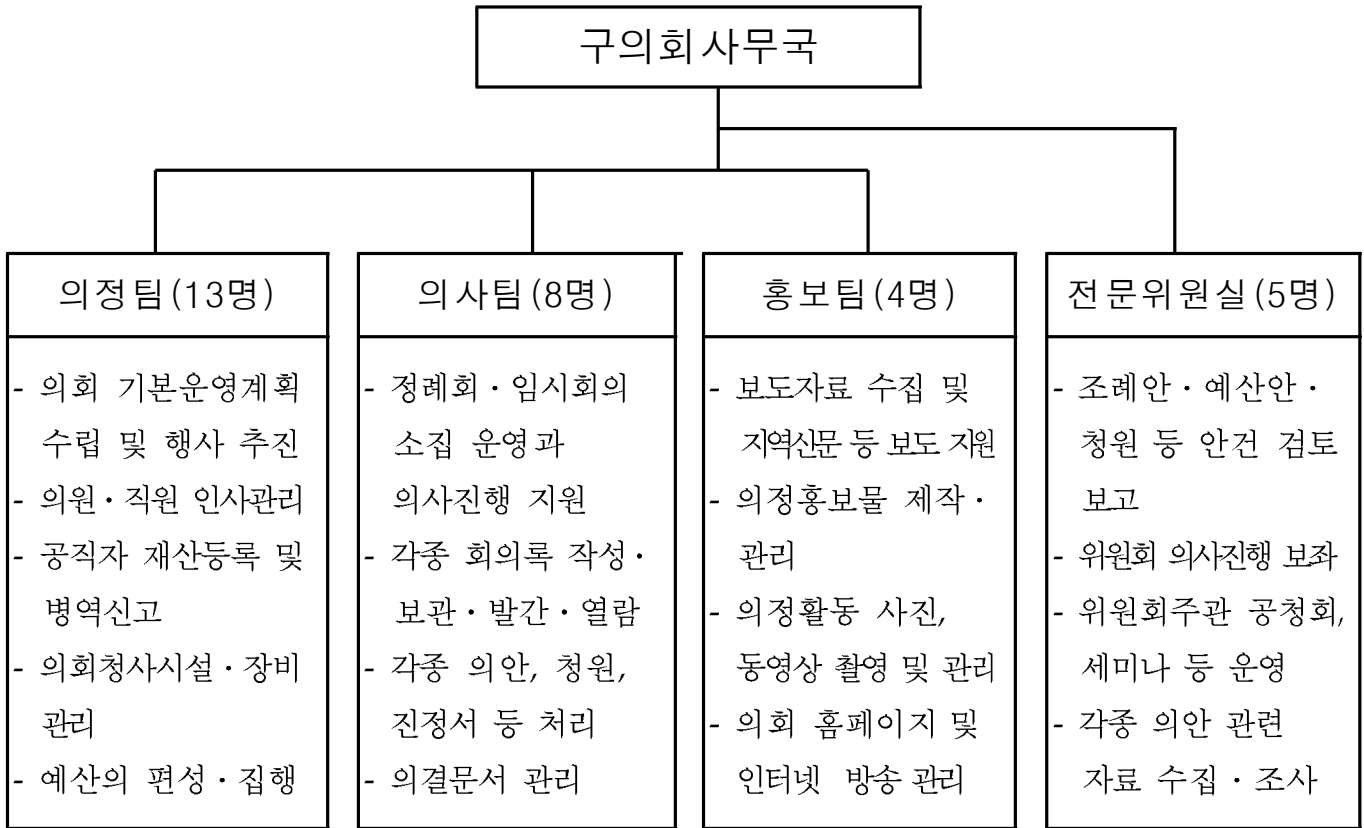 구의회사무국
의정팀(13명)
- 의회 기본운영계획
수립 및 행사 추진
- 의원·직원 인사관리
- 공직자 재산등록 및
병역신고
- 의회청사시설·장비
관리
- 예산의 편성·집행
의사팀(8명)
- 정례회·임시회의
소집 운영과
의사진행 지원
- 각종 회의록 작성·
보관·발간·열람
- 각종 의안, 청원,
진정서 등 처리
- 의결문서 관리
홍보팀(4명)
- 보도자료 수집 및
지역신문 등 보도 지원
- 의정홍보물 제작·
관리
- 의정활동 사진,
동영상 촬영 및 관리
- 의회 홈페이지 및
인터넷 방송 관리
전문위원실(5명)
- 조례안·예산안·
청원 등 안건 검토
보고
- 위원회 의사진행 보좌
- 위원회주관 공청회,
세미나 등 운영
- 각종 의안 관련
자료 수집·조사